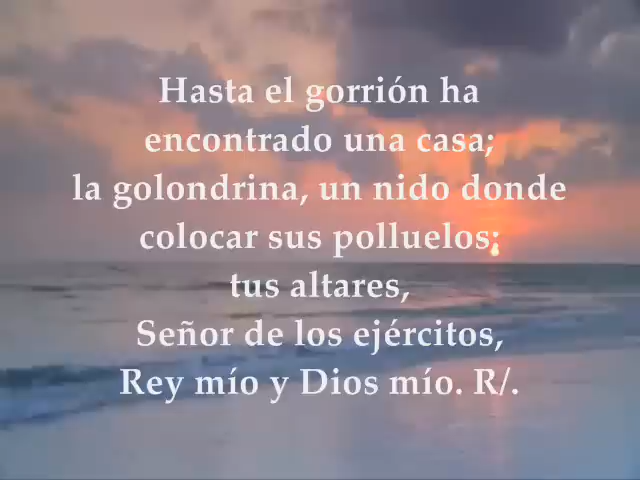 Hasta el gorrión ha
encontrado una casa;
la golondrina, un nido donde
colocar sus polluelos:
tus altares,
Señor de los ejércitos,
Rey mío y Dios mío. R/.